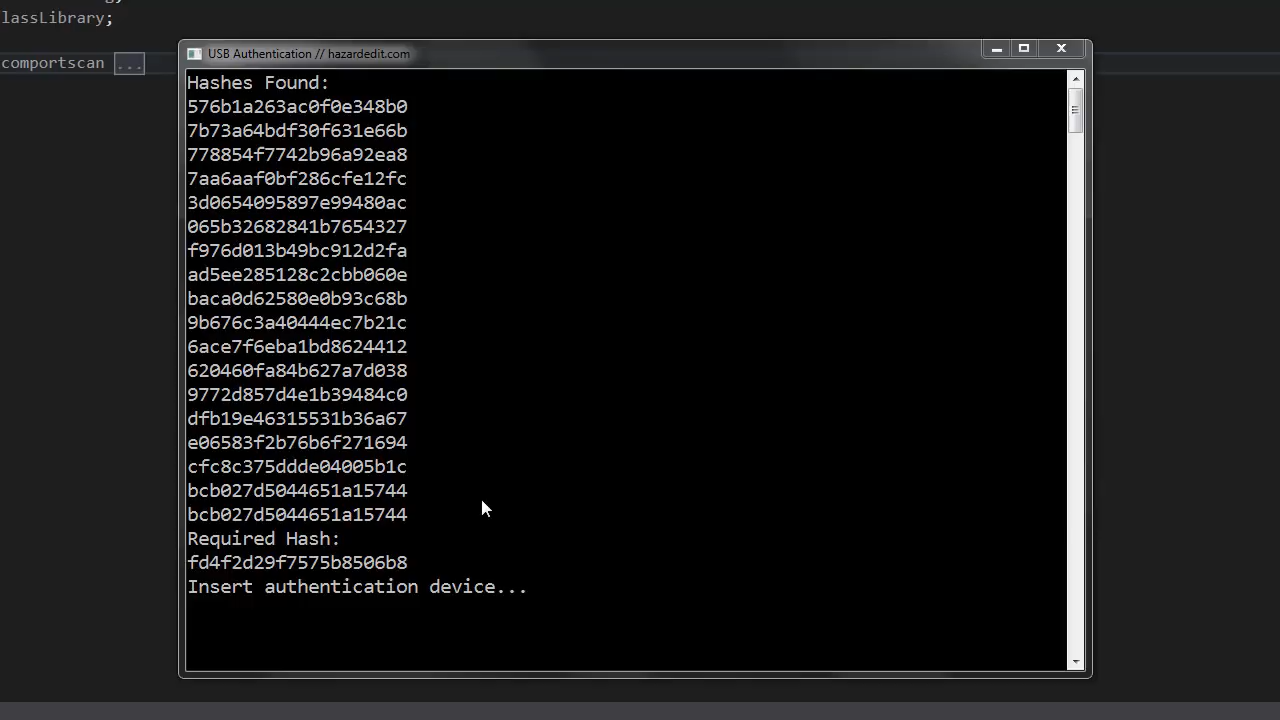 lassLibrary;
comportscan ...
USB Authentication // hazardedit.com
Hashes Found:
576b1a263ac0f0e348b0
7b73a64bdf30f631e66b
778854f7742b96a92ea8
7aa6aaf0bf286cfe12fc
3d0654095897e99480ac
065b32682841b7654327
f976d013b49bc912d2fa
ad5ee285128c2cbb060e
baca0d62580e0b93c68b
9b676c3a40444ec7b21c
6ace7f6eba1bd8624412
620460fa84b627a7d038
9772d857d4e1b39484c0
dfb19e46315531b36a67
e06583f2b76b6f271694
cfc8c375ddde04005b1c
bcb027d5044651a15744
bcb027d5044651a15744
Required Hash:
fd4f2d29f7575b8506b8
Insert authentication device...